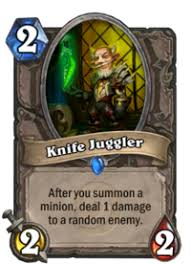 2
Knife Juggler
After you summon a
minion, deal 1 damage
to a random enemy.
2 2